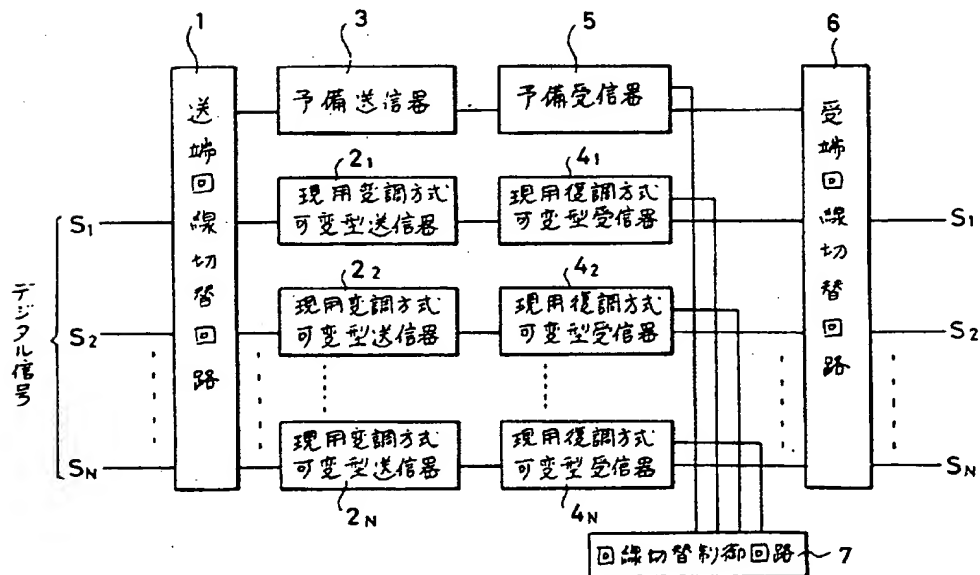 1
3
5
6
送端回線切替回路
予備送信器
予備受信器
受端回線切替回路
2₁
4₁
現用変調方式
可変型送信器
現用復調方式
可変型受信器
S₁
S₁
2₂
4₂
現用変調方式
可変型送信器
現用復調方式
可変型受信器
デジタル信号
S₂
S₂
現用変調方式
可変型送信器
現用復調方式
可変型受信器
S_N
S_N
2_N
4_N
回線切替制御回路
7